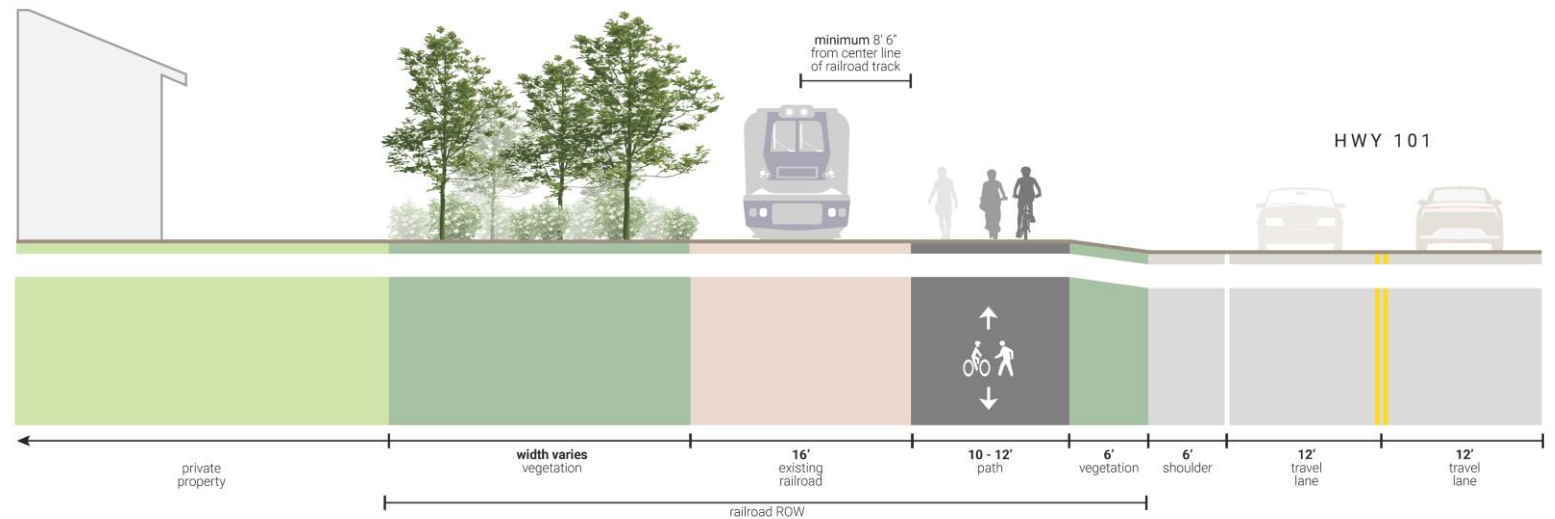 minimum 8' 6"
from center line
of railroad track
HWY 101
private
property
width varies
vegetation
16'
existing
railroad
10 - 12'
path
6'
vegetation
6'
shoulder
12'
travel
lane
12'
travel
lane
railroad ROW